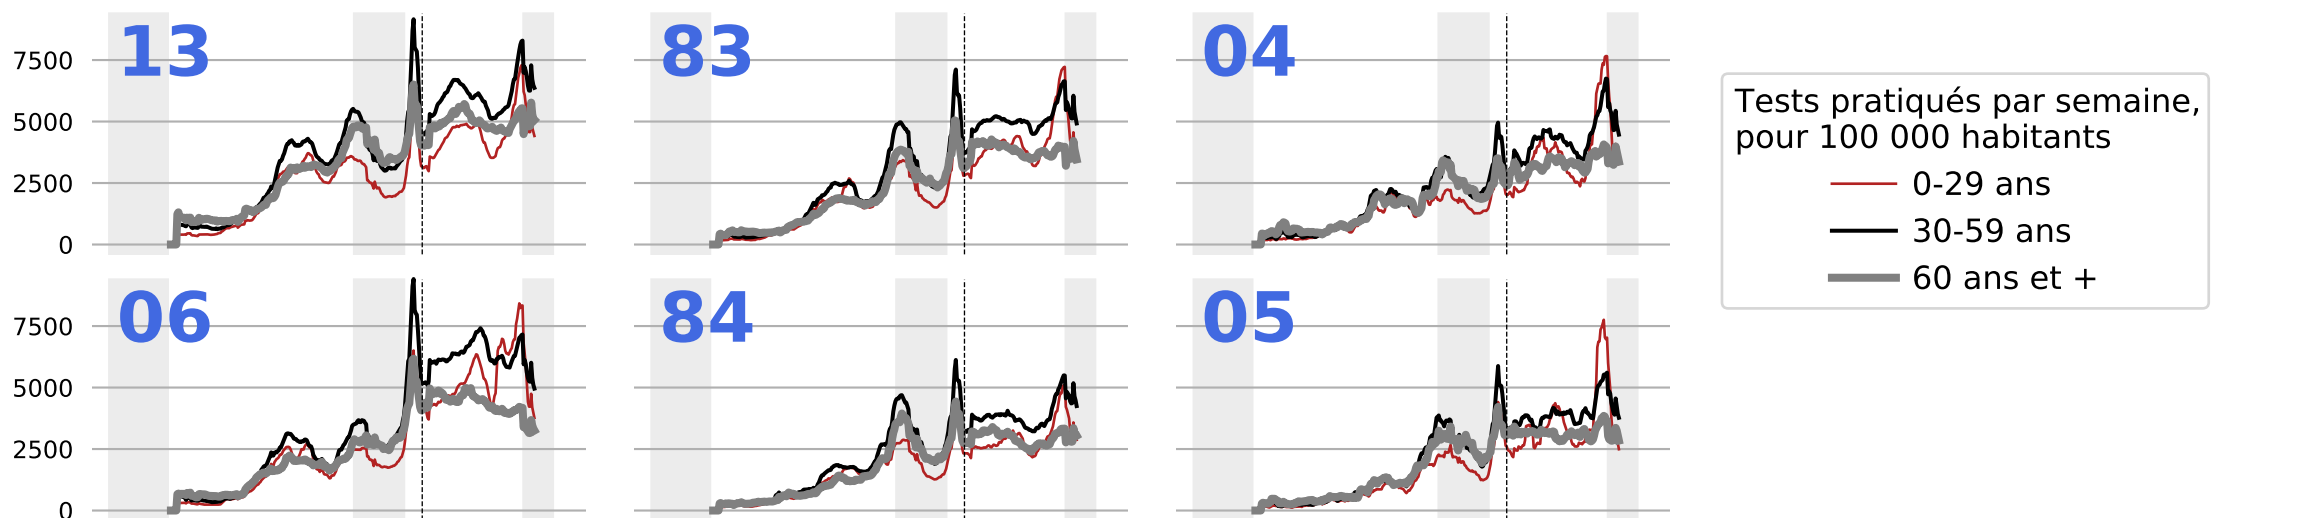 13
83
04
7500
5000
2500
0
Tests pratiqués par semaine,
pour 100 000 habitants
0-29 ans
30-59 ans
60 ans et +
06
84
05
7500
5000
2500
0